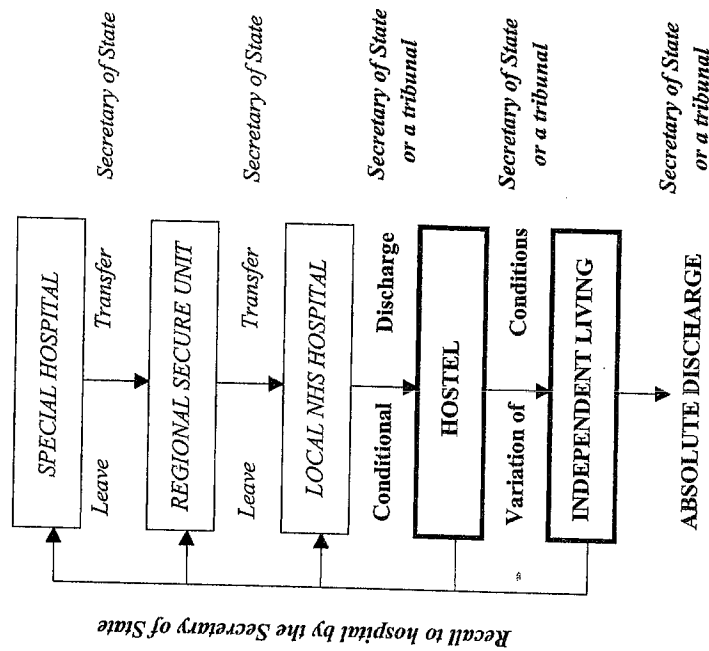 SPECIAL HOSPITAL
Leave Transfer Secretary of State
REGIONAL SECURE UNIT
Leave Transfer Secretary of State
LOCAL NHS HOSPITAL
Conditional Discharge Secretary of State
or a tribunal
HOSTEL
Variation of Conditions Secretary of State
or a tribunal
INDEPENDENT LIVING
ABSOLUTE DISCHARGE Secretary of State
or a tribunal
Recall to hospital by the Secretary of State